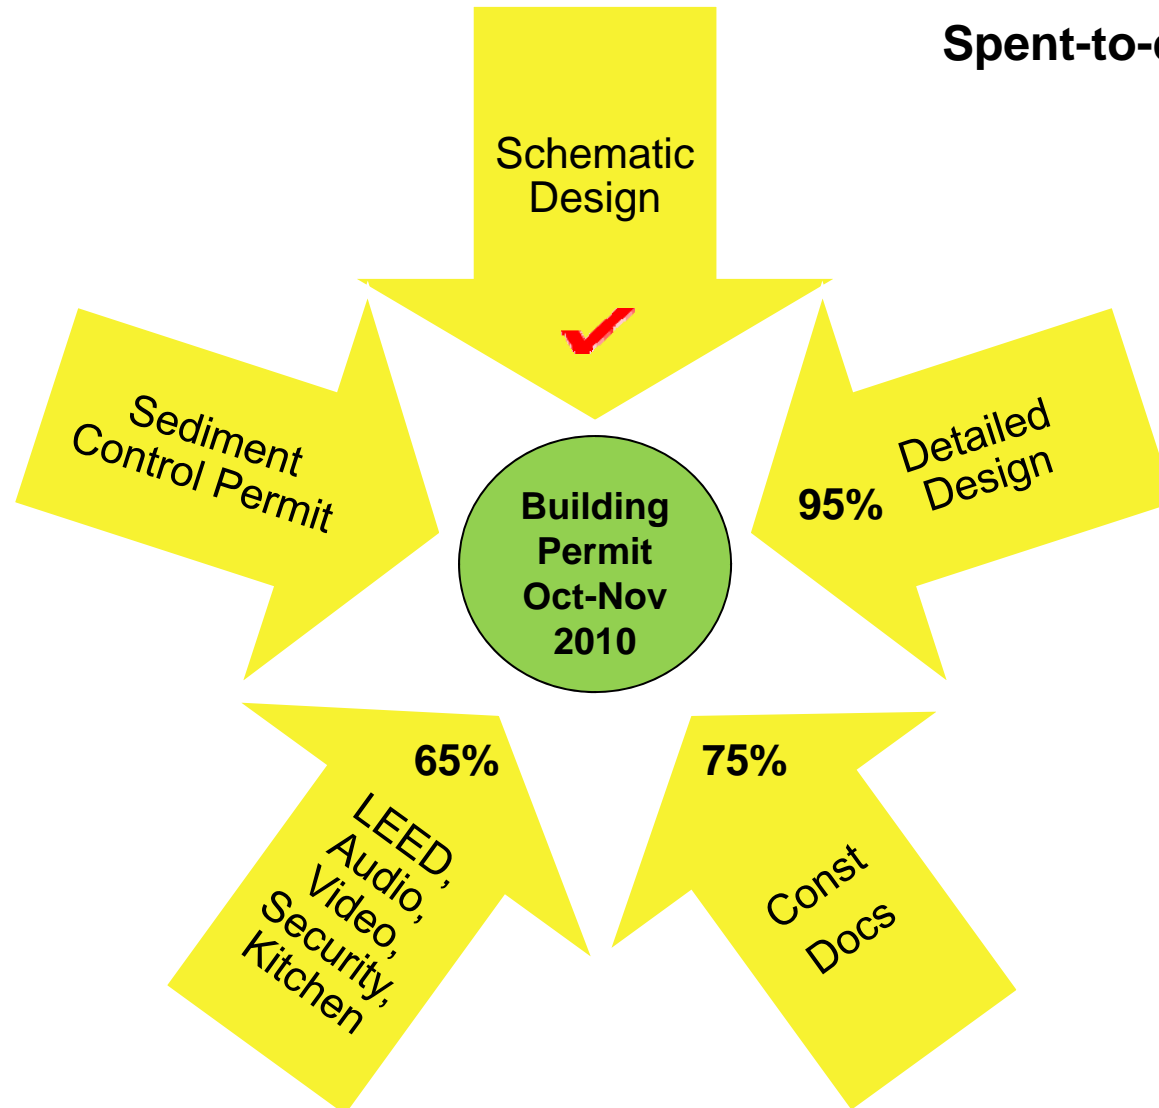 Spent-to-
Schematic
Design
Sediment
Control Permit
Detailed
Design
95%
Building
Permit
Oct-Nov
2010
65%
LEED,
Audio,
Video,
Security,
Kitchen
75%
Const
Docs